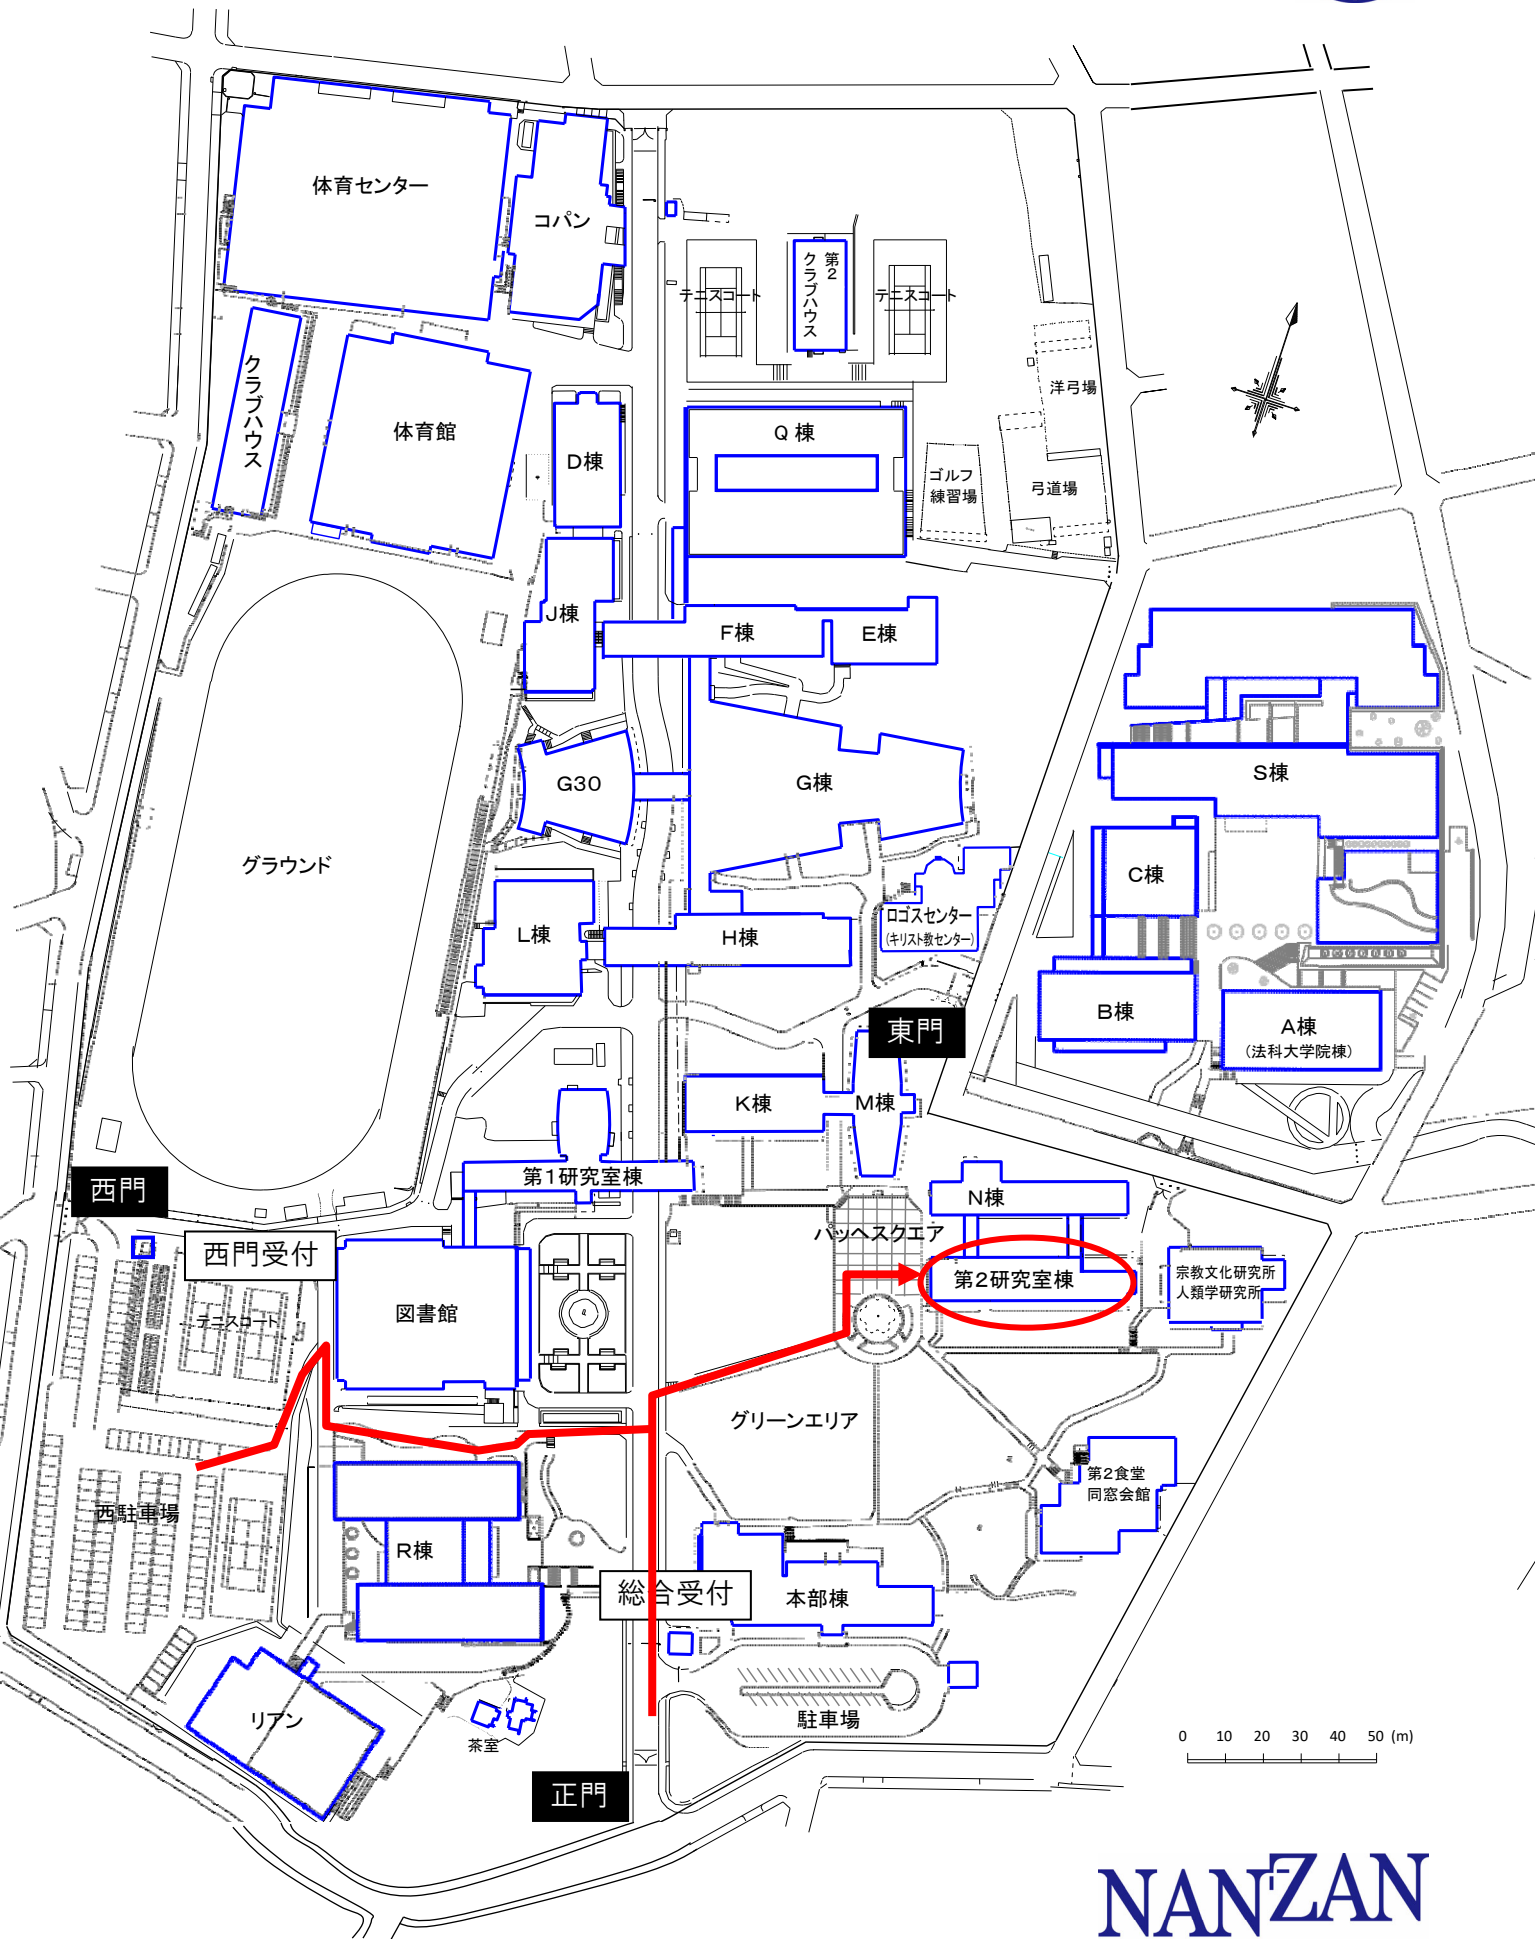 体育センター
コパン
第2
クラブハウス
テニスコート
テニスコート
クラブハウス
体育館
洋弓場
D棟
Q 棟
ゴルフ
練習場
弓道場
J棟
F棟
E棟
G30
G棟
S棟
グラウンド
C棟
L棟
H棟
ロゴスセンター
(キリスト教センター)
東門
B棟
A棟
(法科大学院棟)
K棟
M棟
西門
第1研究室棟
N棟
パッヘスクエア
西門受付
第2研究室棟
宗教文化研究所
人類学研究所
図書館
テニスコート
グリーンエリア
第2食堂
同窓会館
西駐車場
R棟
総合受付
本部棟
リアン
茶室
駐車場
正門
0 10 20 30 40 50 (m)
NANZAN